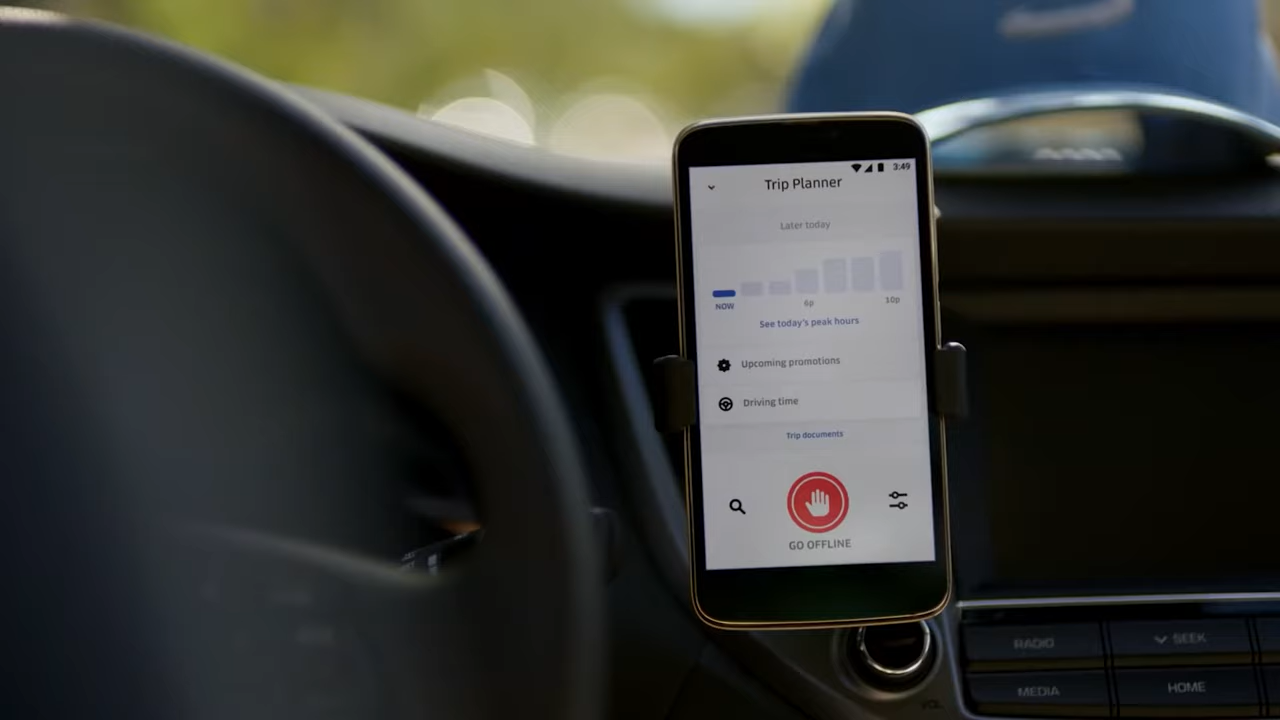 3:49
Trip Planner
Later today
NOW 6p 10p
See today's peak hours
Upcoming promotions
Driving time
Trip documents
GO OFFLINE
RADIO SEEK
MEDIA HOME